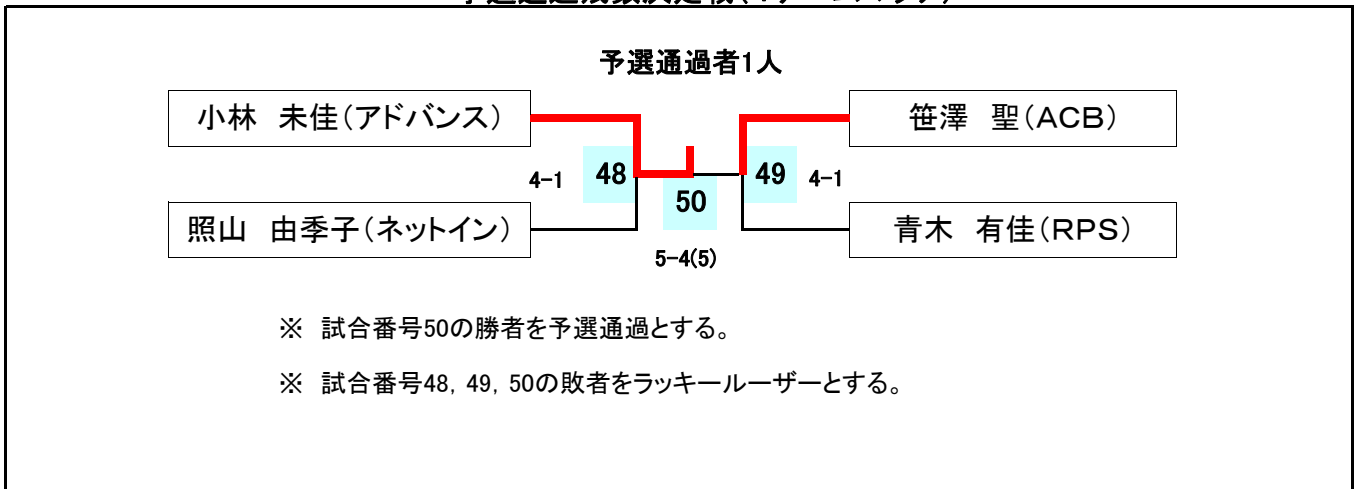 予選通過者1人
小林　未佳（アドバンス）
笹澤　聖（ACB）
4-1 48 49 4-1
50
照山　由季子（ネットイン）
青木　有佳（RPS）
5-4(5)
※　試合番号50の勝者を予選通過とする。
※　試合番号48, 49, 50の敗者をラッキールーザーとする。